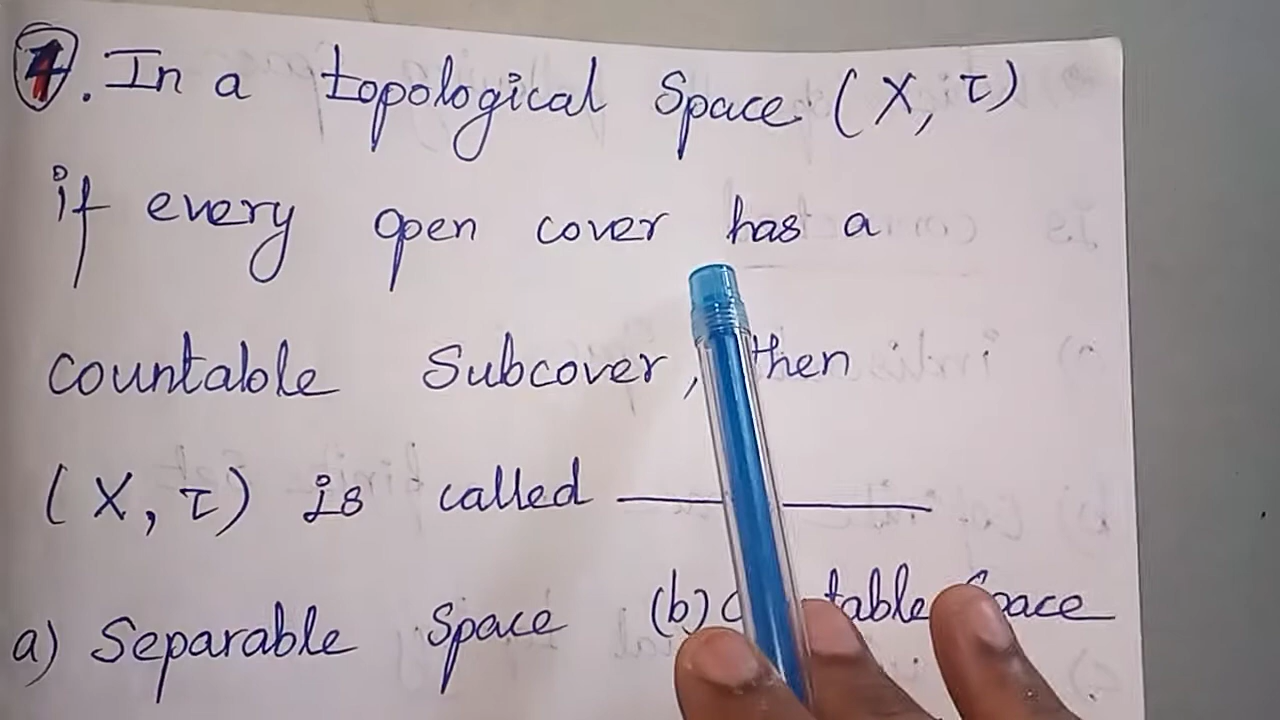 7. In a topological Space (X, τ)
if every open cover has a
countable Subcover, then
(X, τ) is called ________
a) Separable Space (b)